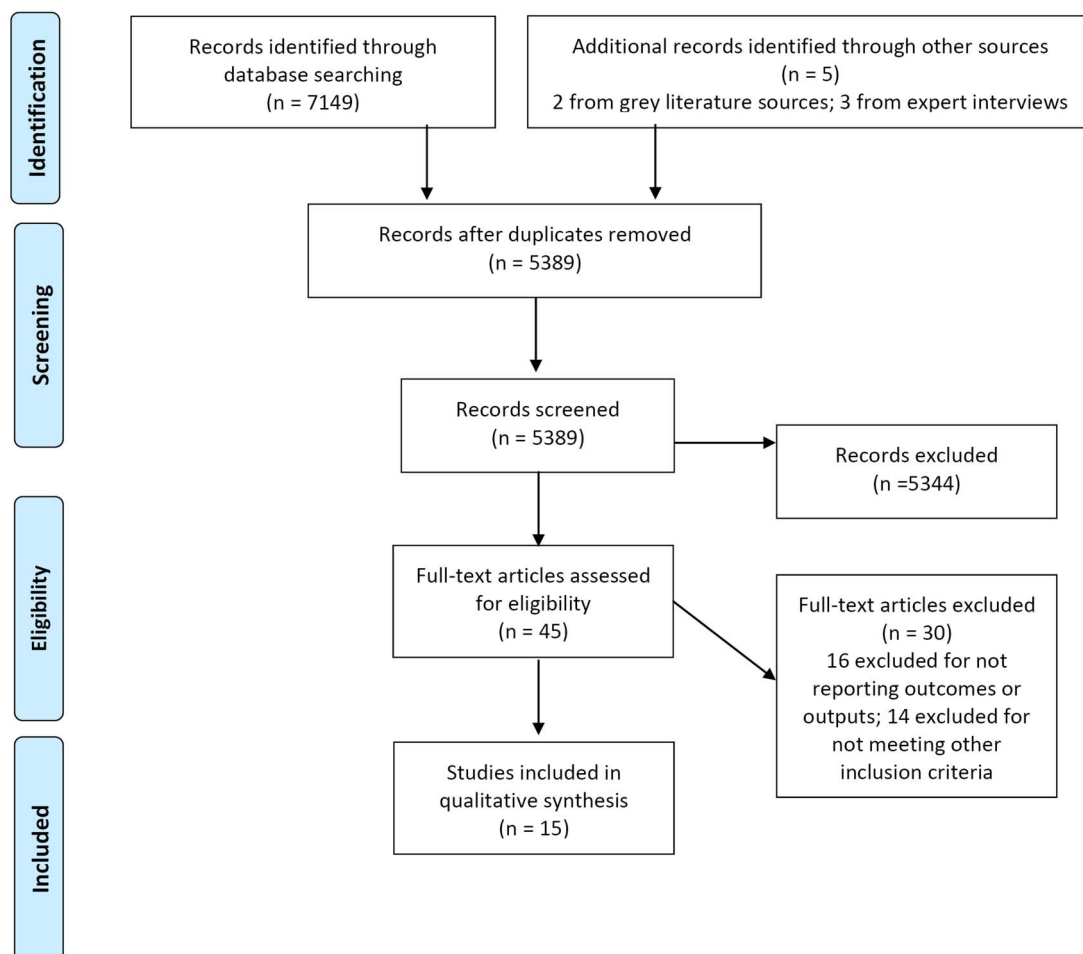 Identification
Records identified through
database searching
(n = 7149)
Additional records identified through other sources
(n = 5)
2 from grey literature sources; 3 from expert interviews
Screening
Records after duplicates removed
(n = 5389)
Records screened
(n = 5389)
Records excluded
(n =5344)
Eligibility
Full-text articles assessed
for eligibility
(n = 45)
Full-text articles excluded
(n = 30)
16 excluded for not
reporting outcomes or
outputs; 14 excluded for
not meeting other
inclusion criteria
Included
Studies included in
qualitative synthesis
(n = 15)